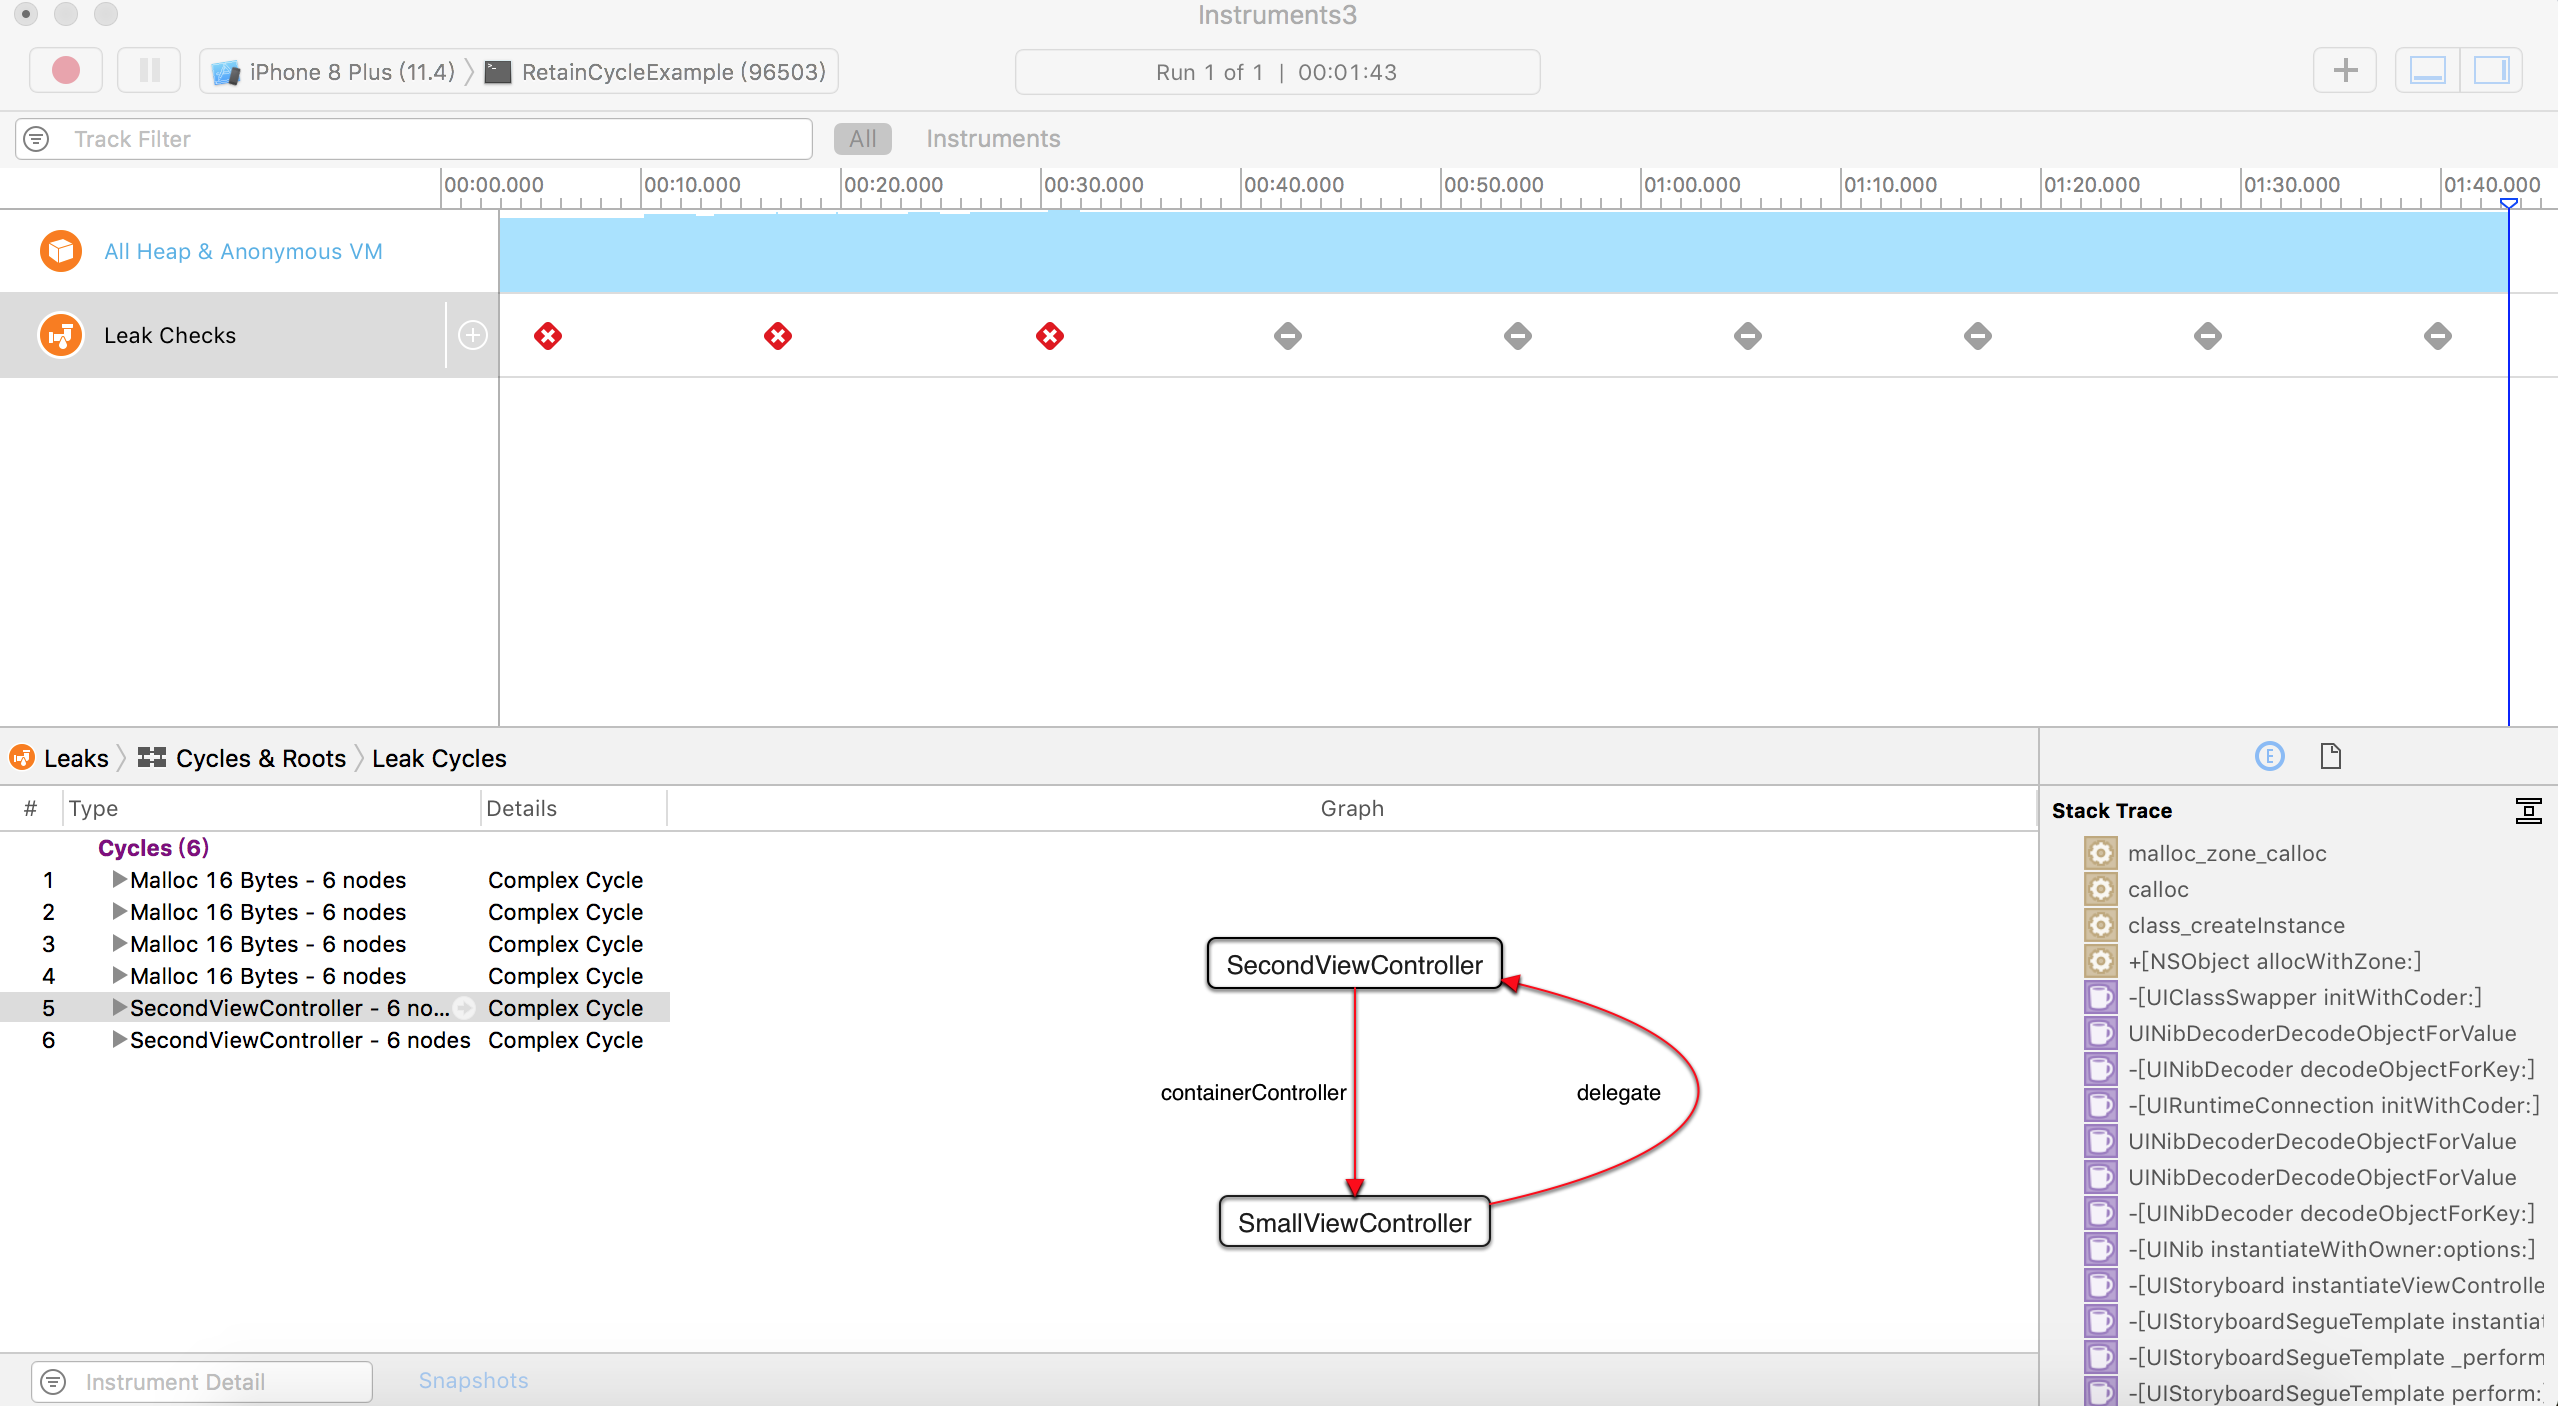 Instruments3
iPhone 8 Plus (11.4) RetainCycleExample (96503)
Run 1 of 1 | 00:01:43
Track Filter All Instruments
00:00.000 00:10.000 00:20.000 00:30.000 00:40.000 00:50.000 01:00.000 01:10.000 01:20.000 01:30.000 01:40.000
All Heap & Anonymous VM
Leak Checks
Leaks Cycles & Roots Leak Cycles
E
# Type Details Graph
Cycles (6)
1 Malloc 16 Bytes - 6 nodes Complex Cycle
2 Malloc 16 Bytes - 6 nodes Complex Cycle
3 Malloc 16 Bytes - 6 nodes Complex Cycle
4 Malloc 16 Bytes - 6 nodes Complex Cycle
5 SecondViewController - 6 no... Complex Cycle
6 SecondViewController - 6 nodes Complex Cycle
SecondViewController
containerController
delegate
SmallViewController
Stack Trace
malloc_zone_calloc
calloc
class_createInstance
+[NSObject allocWithZone:]
-[UIClassSwapper initWithCoder:]
UINibDecoderDecodeObjectForValue
-[UINibDecoder decodeObjectForKey:]
-[UIRuntimeConnection initWithCoder:]
UINibDecoderDecodeObjectForValue
UINibDecoderDecodeObjectForValue
-[UINibDecoder decodeObjectForKey:]
-[UINib instantiateWithOwner:options:]
-[UIStoryboard instantiateViewControlle
-[UIStoryboardSegueTemplate instantiat
-[UIStoryboardSegueTemplate _perform
-[UIStoryboardSegueTemplate perform:
Instrument Detail Snapshots